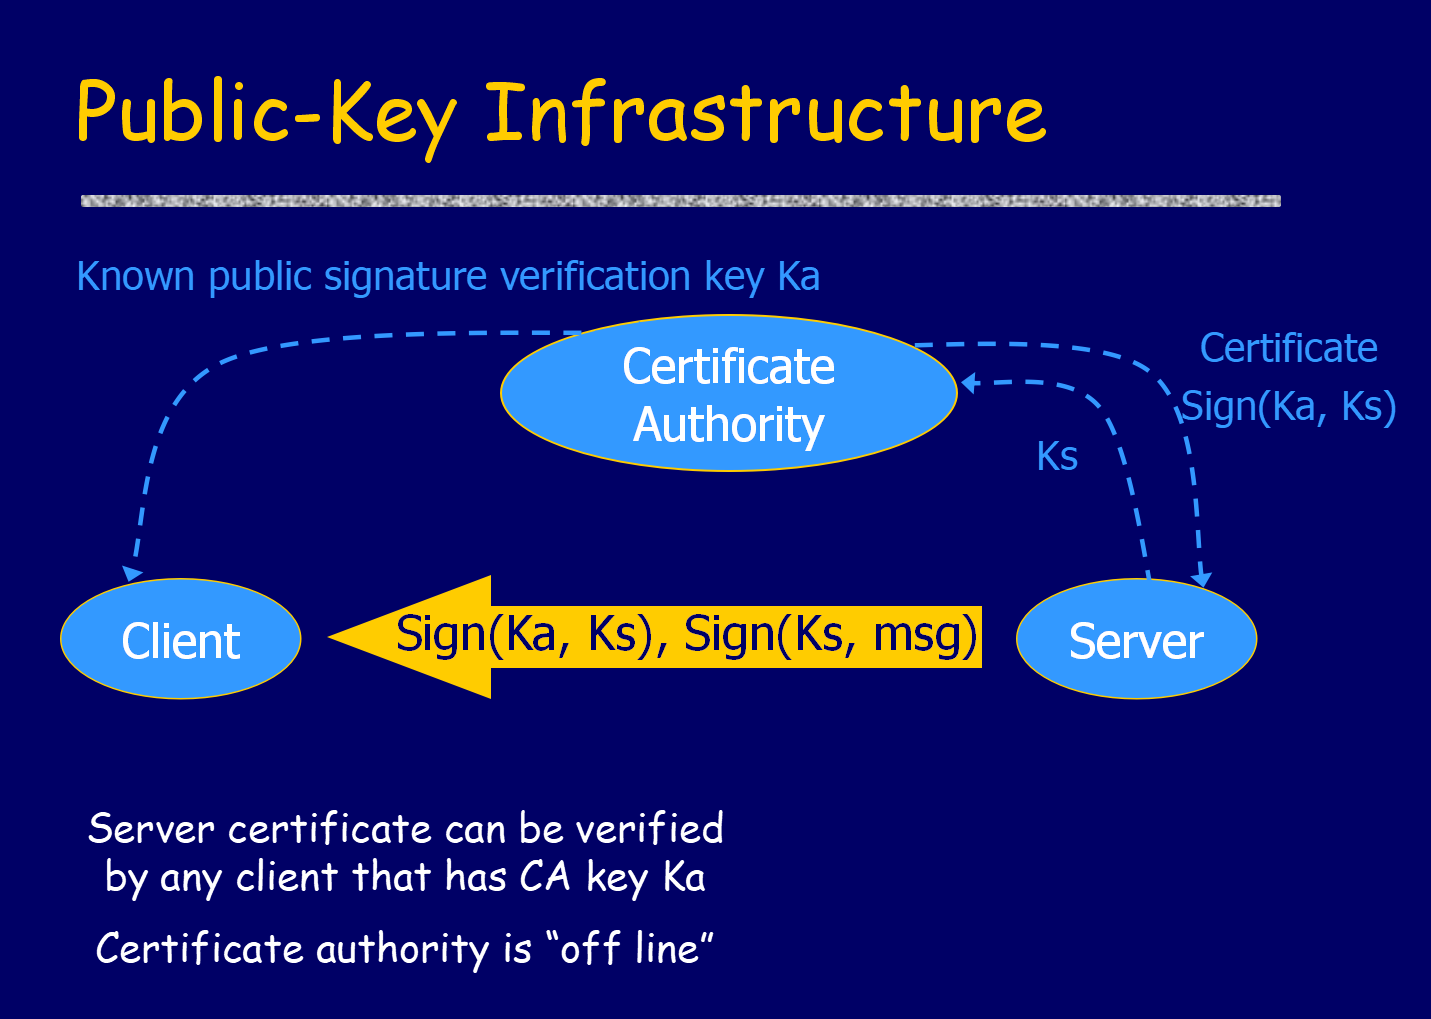 Public-Key Infrastructure
Known public signature verification key Ka
Certificate
Authority
Certificate
Sign(Ka, Ks)
Ks
Client
Sign(Ka, Ks), Sign(Ks, msg)
Server
Server certificate can be verified
by any client that has CA key Ka
Certificate authority is “off line”